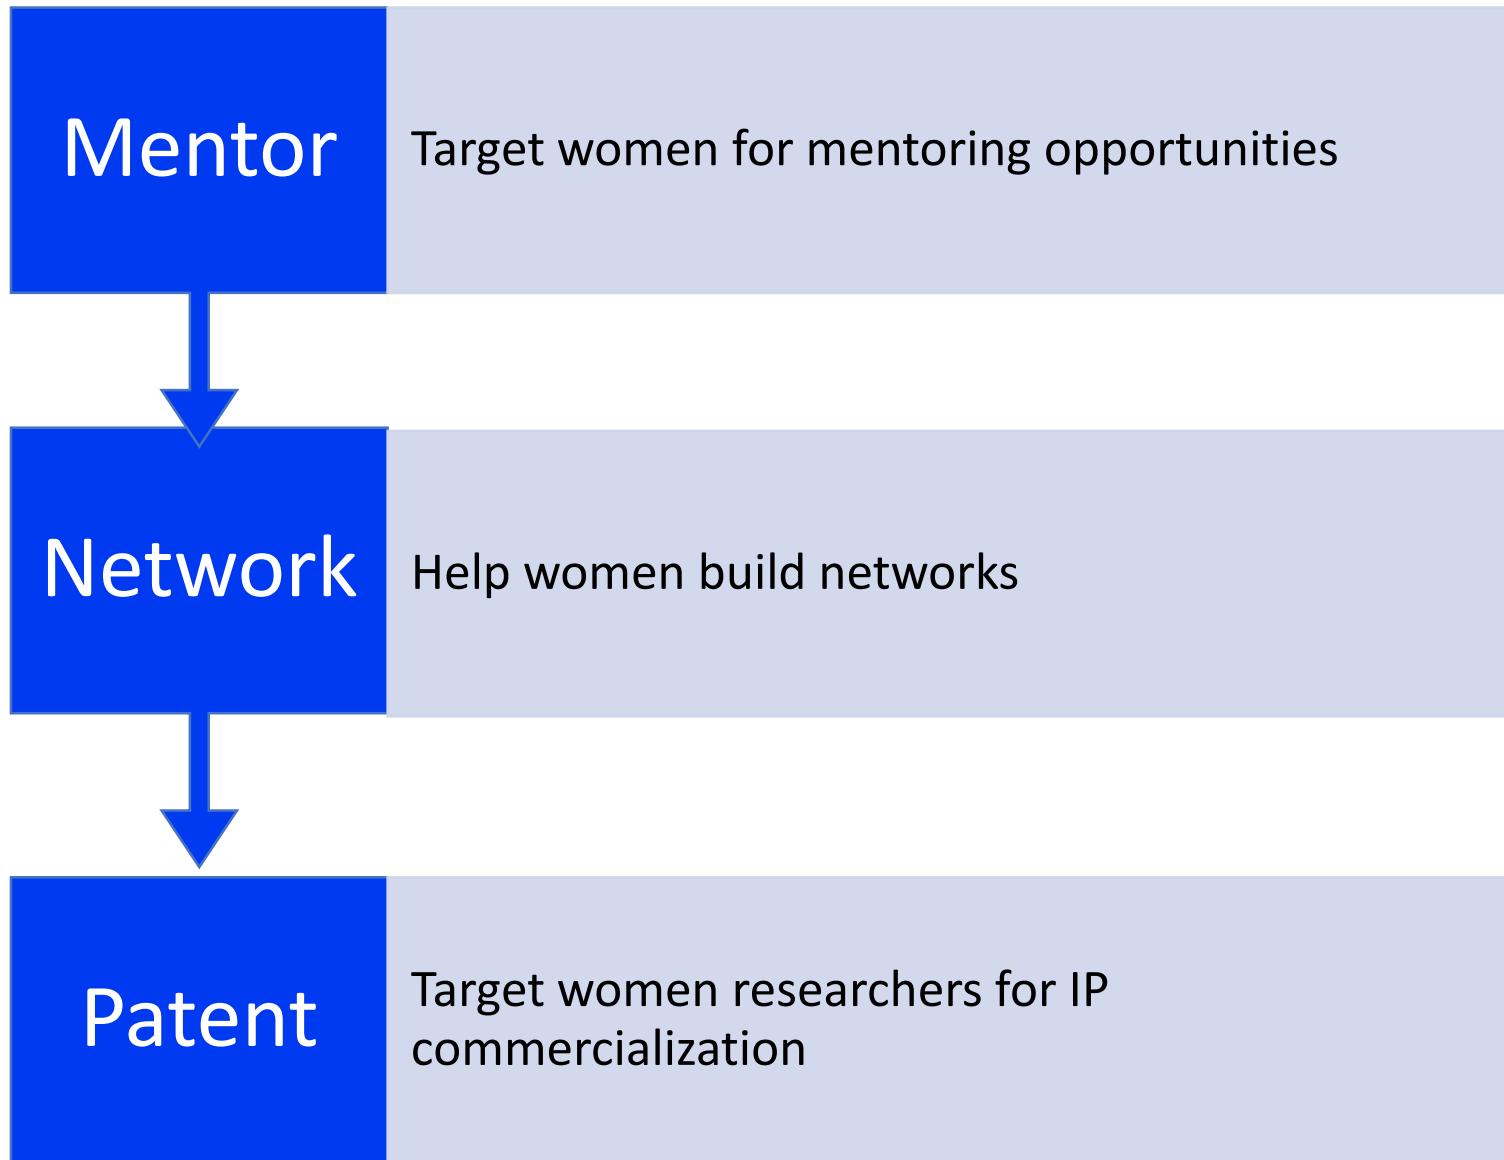 Mentor
Target women for mentoring opportunities
Network
Help women build networks
Patent
Target women researchers for IP
commercialization